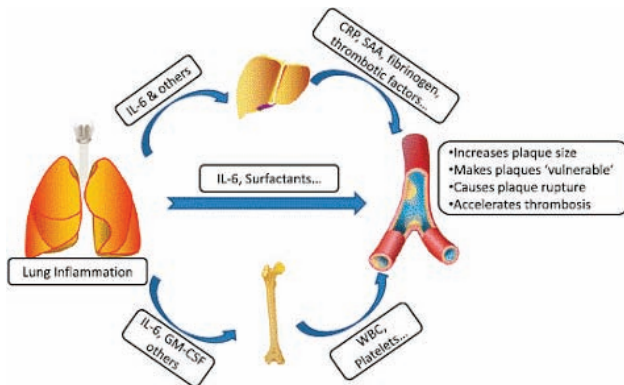 CRP, SAA, fibrinogen,
thrombotic factors...
IL-6 & others
•Increases plaque size
•Makes plaques 'vulnerable'
•Causes plaque rupture
•Accelerates thrombosis
IL-6, Surfactants...
Lung Inflammation
IL-6, GM-CSF
others
WBC,
Platelets...